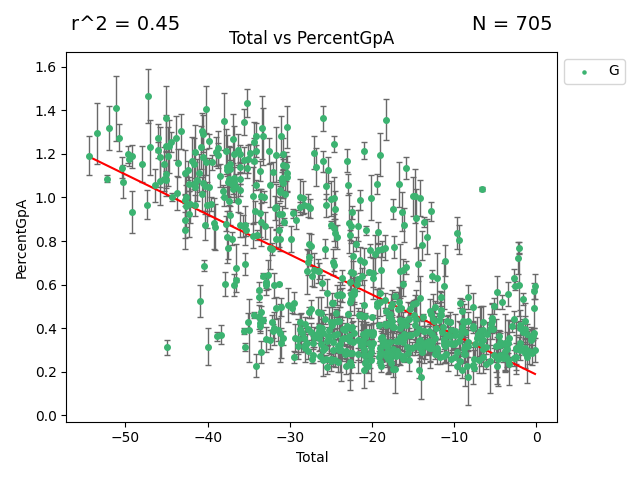 r^2 = 0.45 N = 705
Total vs PercentGpA
G
1.6
1.4
1.2
1.0
0.8
0.6
0.4
0.2
0.0
PercentGpA
−50 −40 −30 −20 −10 0
Total